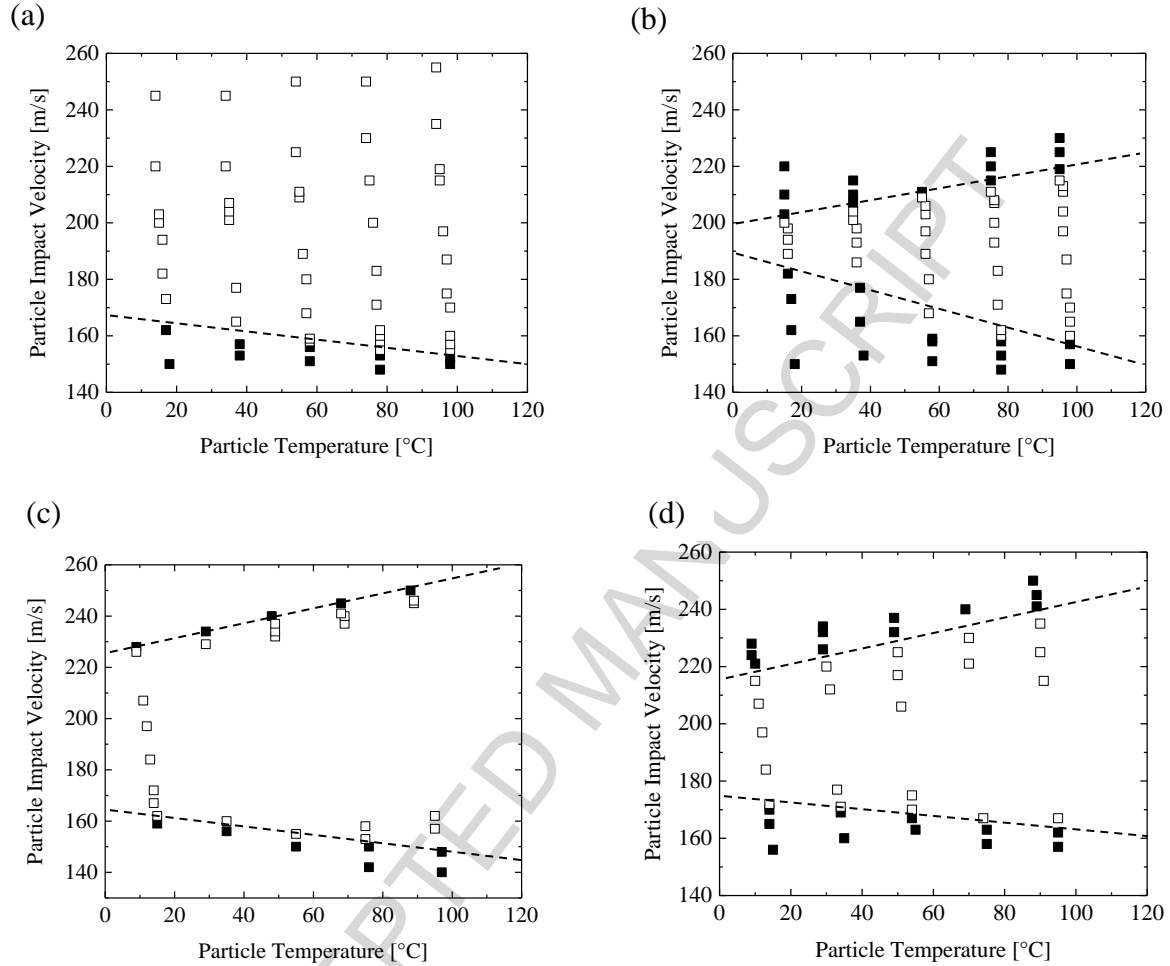 (a)
260
240
220
200
180
160
140
0 20 40 60 80 100 120
Particle Impact Velocity [m/s]
Particle Temperature [°C]
(b)
260
240
220
200
180
160
140
0 20 40 60 80 100 120
Particle Impact Velocity [m/s]
Particle Temperature [°C]
(c)
260
240
220
200
180
160
140
0 20 40 60 80 100 120
Particle Impact Velocity [m/s]
Particle Temperature [°C]
(d)
260
240
220
200
180
160
140
0 20 40 60 80 100 120
Particle Impact Velocity [m/s]
Particle Temperature [°C]
EPTED MANUSCRIPT